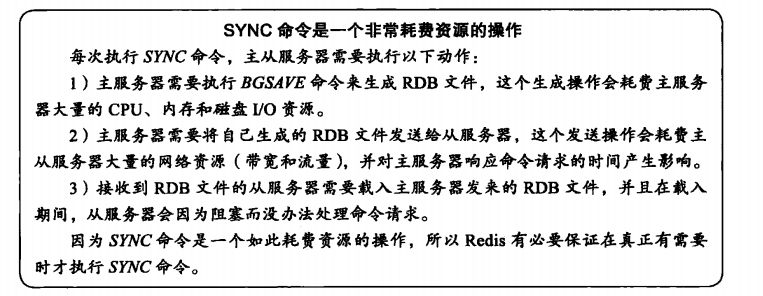 SYNC 命令是一个非常耗费资源的操作
每次执行 SYNC 命令，主从服务器需要执行以下动作：
1）主服务器需要执行 BGSAVE 命令来生成 RDB 文件，这个生成操作会耗费主服务
器大量的 CPU、内存和磁盘 I/O 资源。
2）主服务器需要将自己生成的 RDB 文件发送给从服务器，这个发送操作会耗费主
从服务器大量的网络资源（带宽和流量），并对主服务器响应命令请求的时间产生影响。
3）接收到 RDB 文件的从服务器需要载入主服务器发来的 RDB 文件，并且在载入
期间，从服务器会因为阻塞而没办法处理命令请求。
因为 SYNC 命令是一个如此耗费资源的操作，所以 Redis 有必要保证在真正有需要
时才执行 SYNC 命令。